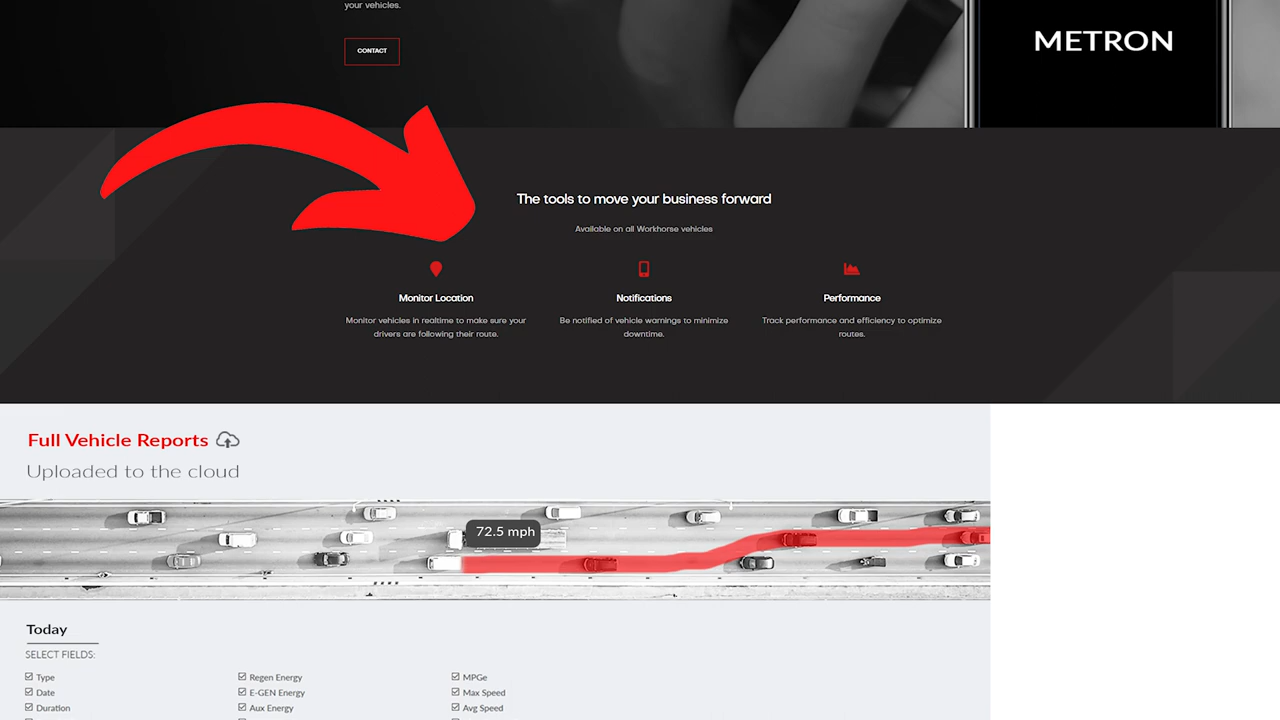 your vehicles.
CONTACT
METRON
The tools to move your business forward
Available on all Workhorse vehicles
Monitor Location
Monitor vehicles in realtime to make sure your
drivers are following their route.
Notifications
Be notified of vehicle warnings to minimize
downtime.
Performance
Track performance and efficiency to optimize
routes.
Full Vehicle Reports
Uploaded to the cloud
72.5 mph
Today
SELECT FIELDS:
Type
Date
Duration
Regen Energy
E-GEN Energy
Aux Energy
MPGe
Max Speed
Avg Speed